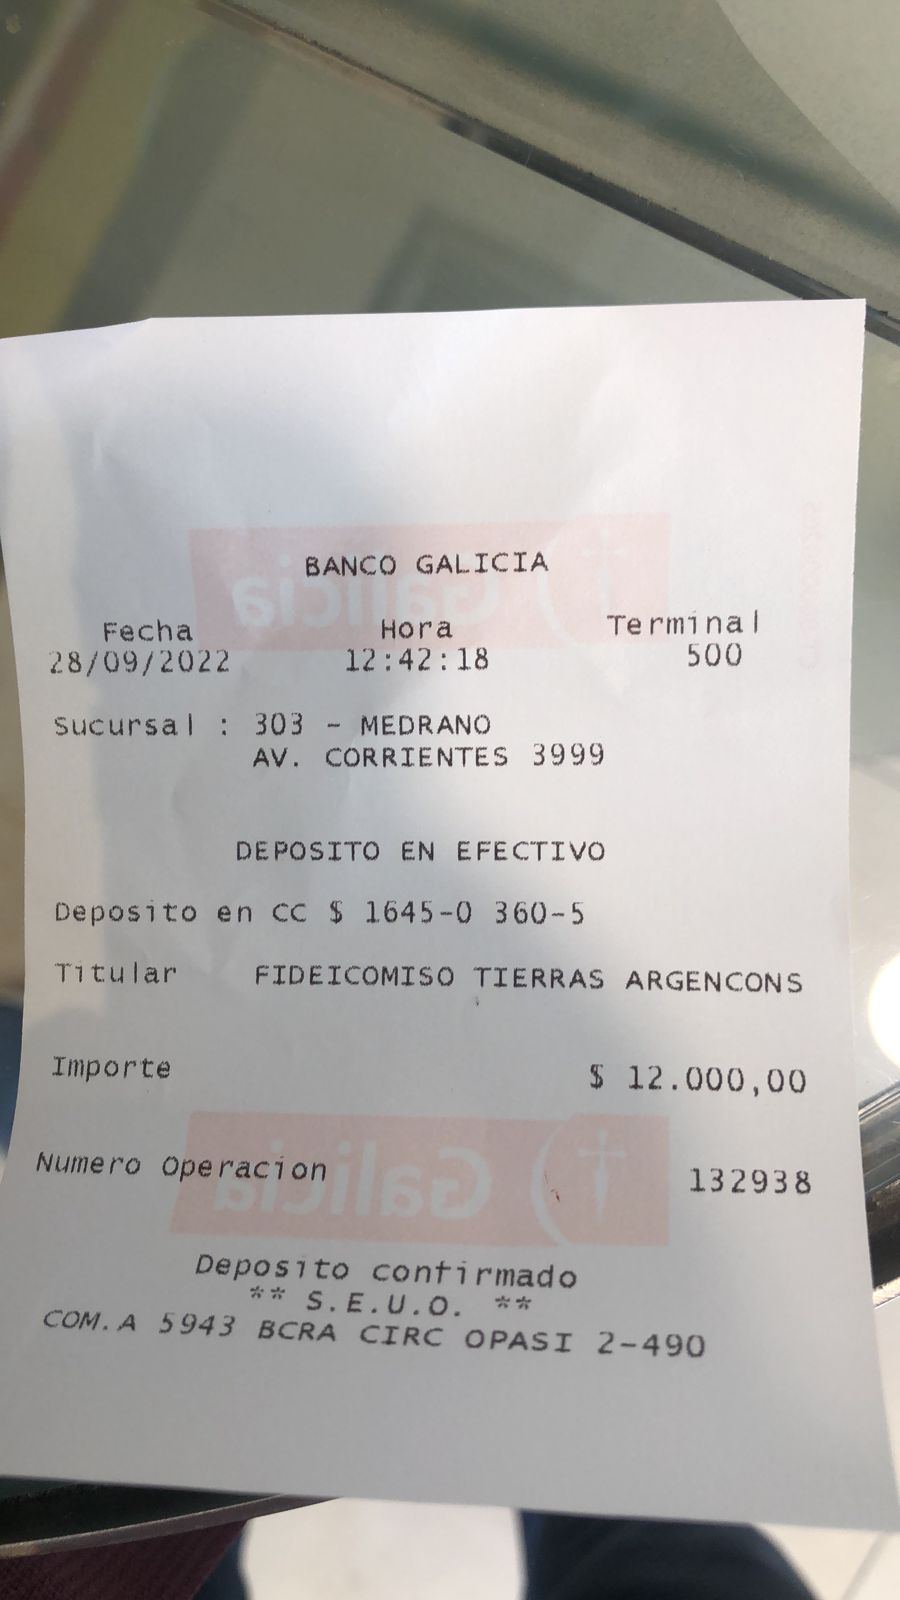 BANCO GALICIA
Fecha Hora Terminal
28/09/2022 12:42:18 500
Sucursal : 303 - MEDRANO
AV. CORRIENTES 3999
DEPOSITO EN EFECTIVO
Deposito en CC $ 1645-0 360-5
Titular FIDEICOMISO TIERRAS ARGENCONS
Importe $ 12.000,00
Numero Operacion 132938
Galicia
Deposito confirmado
** S.E.U.O. **
COM.A 5943 BCRA CIRC OPASI 2-490